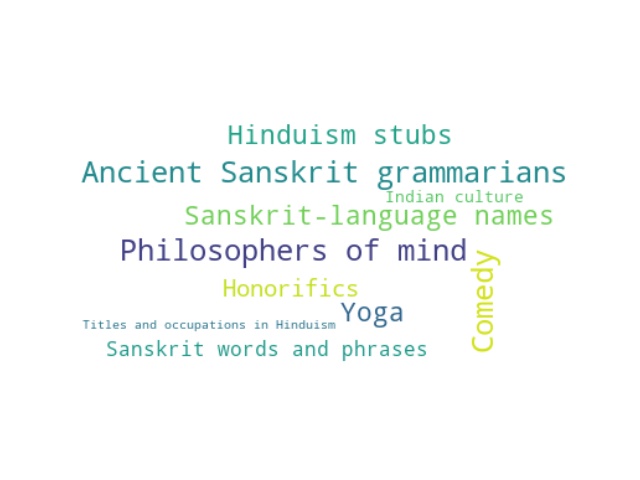 Hinduism stubs
Ancient Sanskrit grammarians
Indian culture
Sanskrit-language names
Philosophers of mind
Comedy
Honorifics
Yoga
Titles and occupations in Hinduism
Sanskrit words and phrases